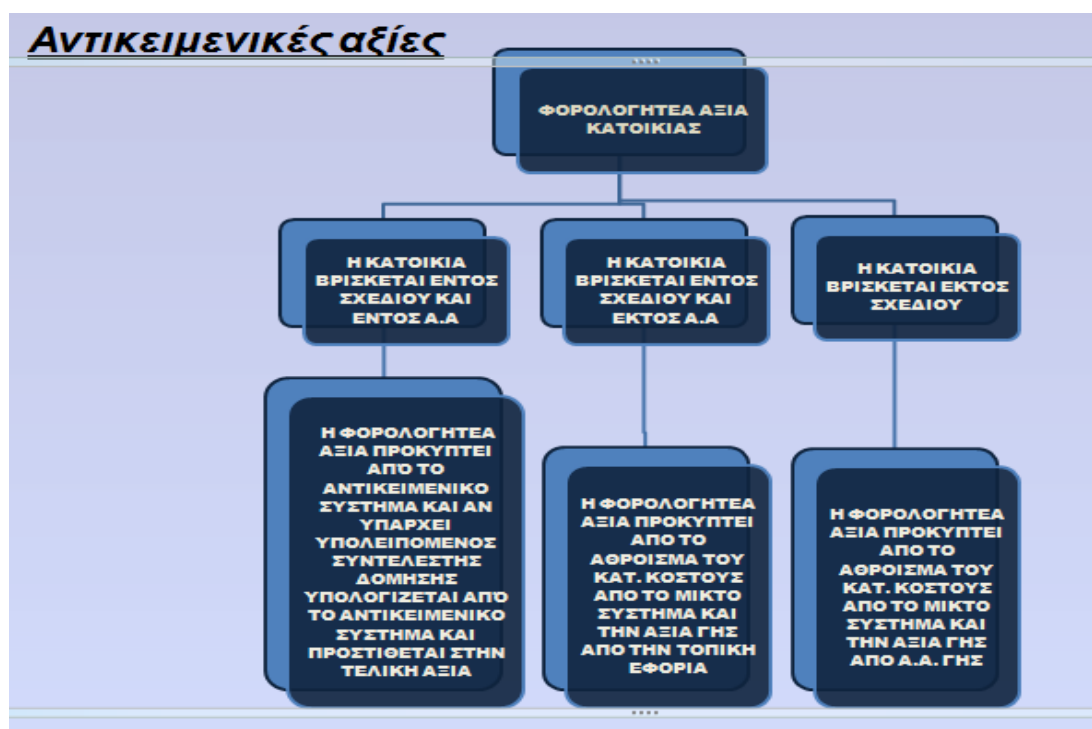 Αντικειμενικές αξίες
ΦΟΡΟΛΟΓΗΤΕΑ ΑΞΙΑ
ΚΑΤΟΙΚΙΑΣ
Η ΚΑΤΟΙΚΙΑ
ΒΡΙΣΚΕΤΑΙ ΕΝΤΟΣ
ΣΧΕΔΙΟΥ ΚΑΙ
ΕΝΤΟΣ Α.Α
Η ΚΑΤΟΙΚΙΑ
ΒΡΙΣΚΕΤΑΙ ΕΝΤΟΣ
ΣΧΕΔΙΟΥ ΚΑΙ
ΕΚΤΟΣ Α.Α
Η ΚΑΤΟΙΚΙΑ
ΒΡΙΣΚΕΤΑΙ ΕΚΤΟΣ
ΣΧΕΔΙΟΥ
Η ΦΟΡΟΛΟΓΗΤΕΑ
ΑΞΙΑ ΠΡΟΚΥΠΤΕΙ
ΑΠΌ ΤΟ
ΑΝΤΙΚΕΙΜΕΝΙΚΟ
ΣΥΣΤΗΜΑ ΚΑΙ ΑΝ
ΥΠΑΡΧΕΙ
ΥΠΟΛΕΙΠΟΜΕΝΟΣ
ΣΥΝΤΕΛΕΣΤΗΣ
ΔΟΜΗΣΗΣ
ΥΠΟΛΟΓΙΖΕΤΑΙ ΑΠΌ
ΤΟ ΑΝΤΙΚΕΙΜΕΝΙΚΟ
ΣΥΣΤΗΜΑ ΚΑΙ
ΠΡΟΣΤΙΘΕΤΑΙ ΣΤΗΝ
ΤΕΛΙΚΗ ΑΞΙΑ
Η ΦΟΡΟΛΟΓΗΤΕΑ
ΑΞΙΑ ΠΡΟΚΥΠΤΕΙ
ΑΠΟ ΤΟ
ΑΘΡΟΙΣΜΑ ΤΟΥ
ΚΑΤ. ΚΟΣΤΟΥΣ
ΑΠΟ ΤΟ ΜΙΚΤΟ
ΣΥΣΤΗΜΑ ΚΑΙ
ΤΗΝ ΑΞΙΑ ΓΗΣ
ΑΠΟ ΤΗΝ ΤΟΠΙΚΗ
ΕΦΟΡΙΑ
Η ΦΟΡΟΛΟΓΗΤΕΑ
ΑΞΙΑ ΠΡΟΚΥΠΤΕΙ
ΑΠΟ ΤΟ
ΑΘΡΟΙΣΜΑ ΤΟΥ
ΚΑΤ. ΚΟΣΤΟΥΣ
ΑΠΟ ΤΟ ΜΙΚΤΟ
ΣΥΣΤΗΜΑ ΚΑΙ
ΤΗΝ ΑΞΙΑ ΓΗΣ
ΑΠΟ Α.Α. ΓΗΣ